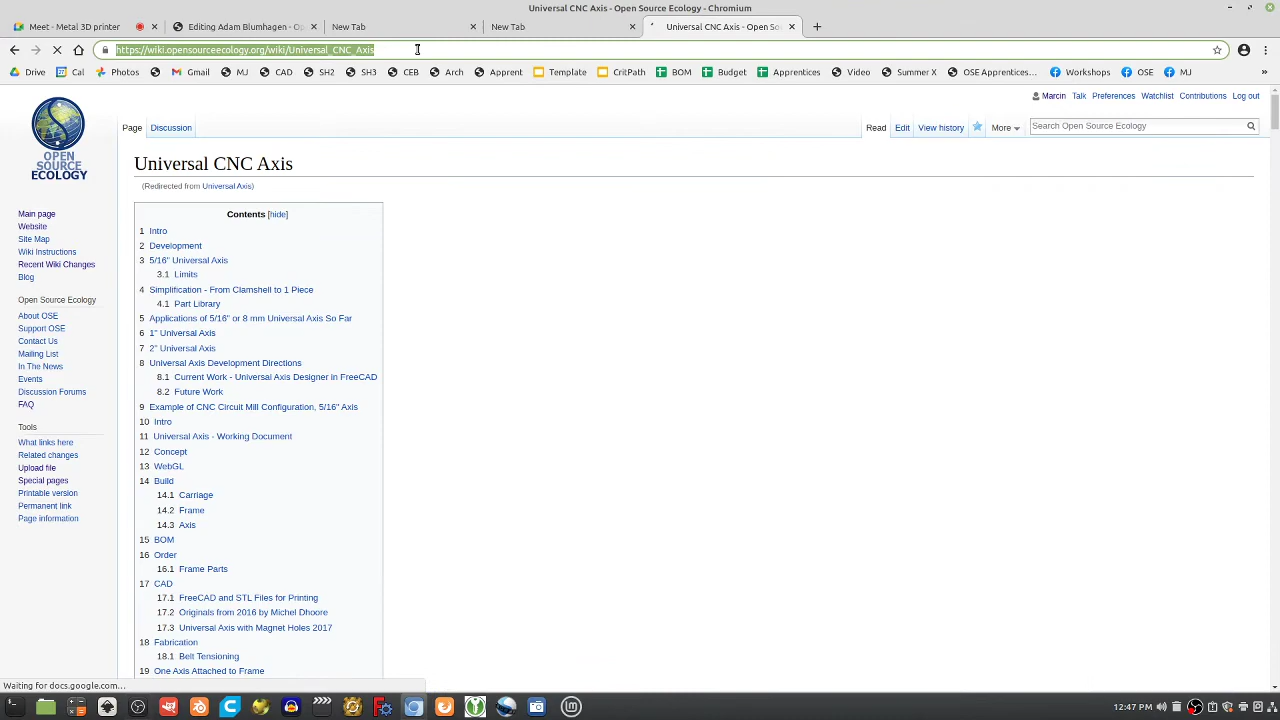 Universal CNC Axis - Open Source Ecology - Chromium
Meet - Metal 3D printer
Editing Adam Blumhagen - Op
New Tab
New Tab
Universal CNC Axis - Open So
https://wiki.opensourceecology.org/wiki/Universal_CNC_Axis
Drive
Cal
Photos
Gmail
MJ
CAD
SH2
SH3
CEB
Arch
Apprent
Template
CritPath
BOM
Budget
Apprentices
Video
Summer X
OSE Apprentices...
Workshops
OSE
MJ
»
Marcin Talk Preferences Watchlist Contributions Log out
OPEN
SOURCE
ECOLOGY
Page Discussion
Read Edit View history More
Search Open Source Ecology
Universal CNC Axis
(Redirected from Universal Axis)
Main page
Website
Site Map
Wiki Instructions
Recent Wiki Changes
Blog
Open Source Ecology
About OSE
Support OSE
Contact Us
Mailing List
In The News
Events
Discussion Forums
FAQ
Tools
What links here
Related changes
Upload file
Special pages
Printable version
Permanent link
Page information
Contents [hide]
1 Intro
2 Development
3 5/16" Universal Axis
3.1 Limits
4 Simplification - From Clamshell to 1 Piece
4.1 Part Library
5 Applications of 5/16" or 8 mm Universal Axis So Far
6 1" Universal Axis
7 2" Universal Axis
8 Universal Axis Development Directions
8.1 Current Work - Universal Axis Designer in FreeCAD
8.2 Future Work
9 Example of CNC Circuit Mill Configuration, 5/16" Axis
10 Intro
11 Universal Axis - Working Document
12 Concept
13 WebGL
14 Build
14.1 Carriage
14.2 Frame
14.3 Axis
15 BOM
16 Order
16.1 Frame Parts
17 CAD
17.1 FreeCAD and STL Files for Printing
17.2 Originals from 2016 by Michel Dhoore
17.3 Universal Axis with Magnet Holes 2017
18 Fabrication
18.1 Belt Tensioning
19 One Axis Attached to Frame
Waiting for docs.google.com...
12:47 PM